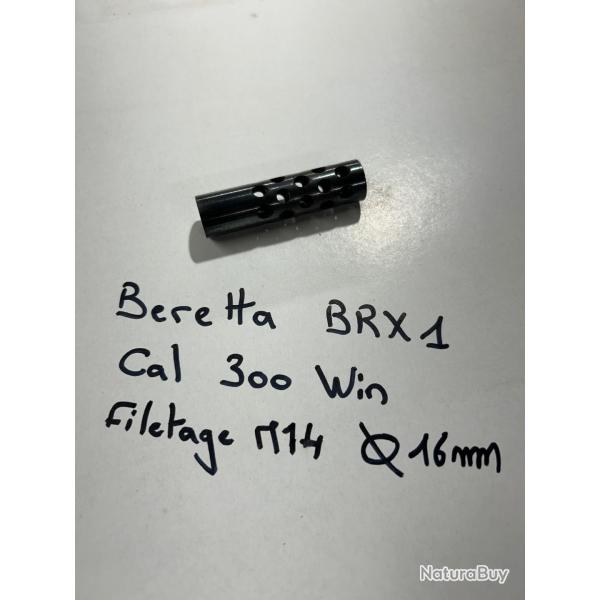 Beretta BRX1
Cal 300 Win
Filetage M14 Ø16mm
NaturaBuy